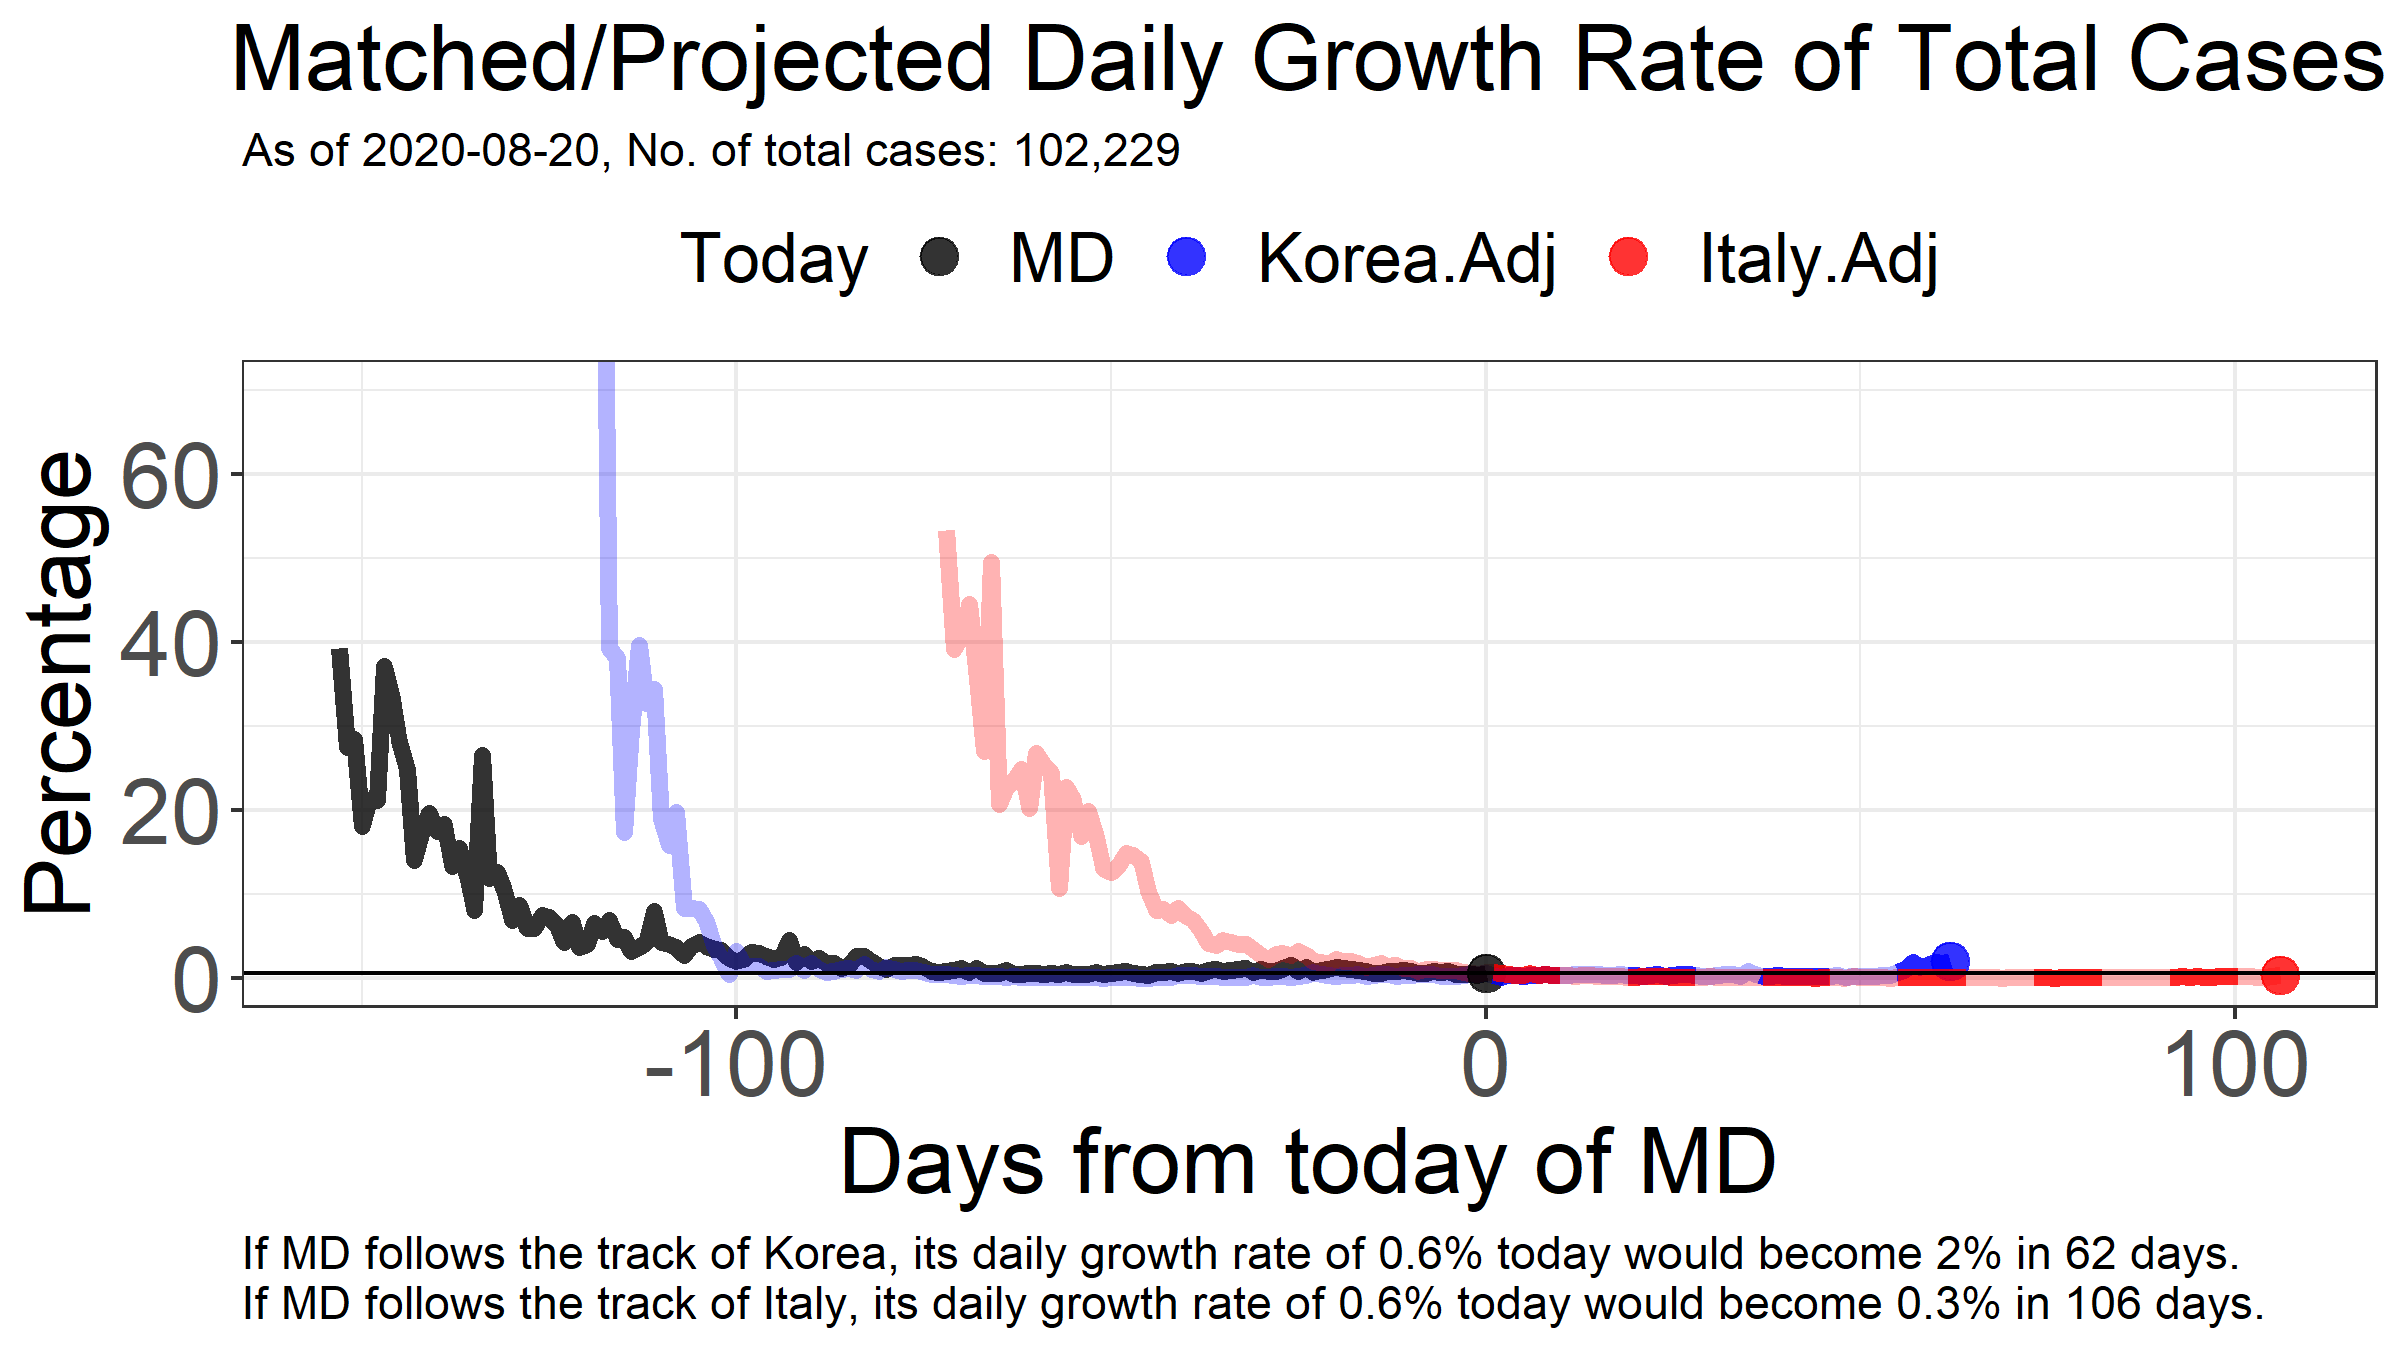 Matched/Projected Daily Growth Rate of Total Cases
As of 2020-08-20, No. of total cases: 102,229
Today MD Korea.Adj Italy.Adj
Percentage
60
40
20
0
-100 0 100
Days from today of MD
If MD follows the track of Korea, its daily growth rate of 0.6% today would become 2% in 62 days.
If MD follows the track of Italy, its daily growth rate of 0.6% today would become 0.3% in 106 days.